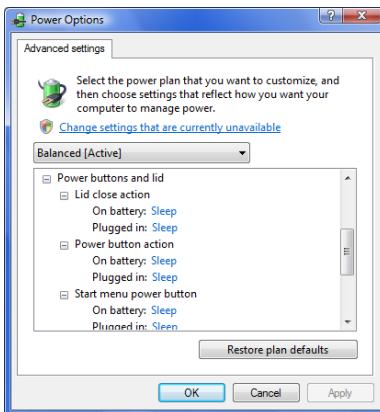 Power Options
Advanced settings
Select the power plan that you want to customize, and
then choose settings that reflect how you want your
computer to manage power.
Change settings that are currently unavailable
Balanced [Active]
Power buttons and lid
Lid close action
On battery: Sleep
Plugged in: Sleep
Power button action
On battery: Sleep
Plugged in: Sleep
Start menu power button
On battery: Sleep
Plugged in: Sleep
Restore plan defaults
OK Cancel Apply